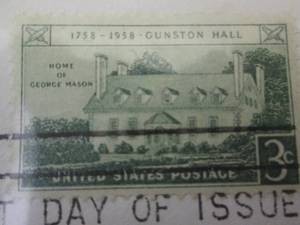 1758 - 1958 - GUNSTON HALL
HOME
OF
GEORGE MASON
3c
UNITED STATES POSTAGE
T DAY OF ISSUE